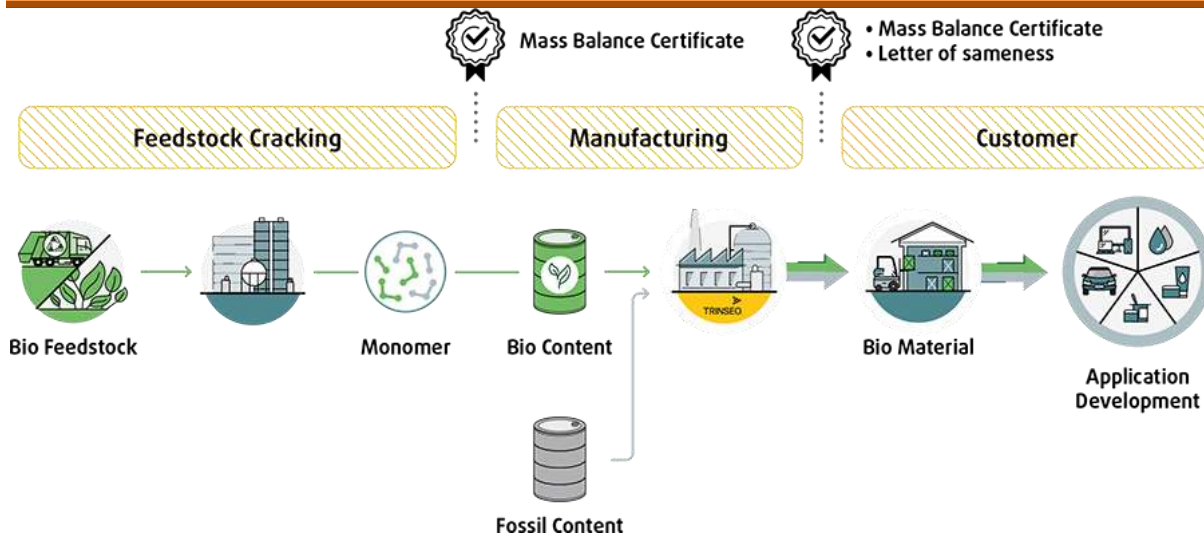 Mass Balance Certificate
• Mass Balance Certificate
• Letter of sameness
Feedstock Cracking
Manufacturing
Customer
TRINSEO
Bio Feedstock
Monomer
Bio Content
Bio Material
Application
Development
Fossil Content